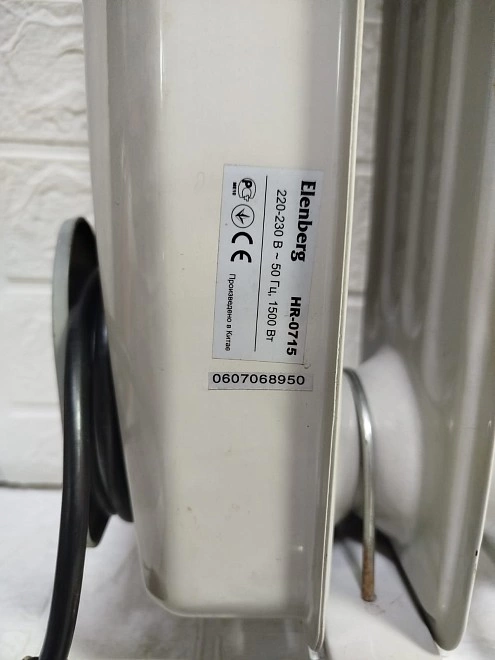 Elenberg HR-0715
220-230 В ~ 50 Гц, 1500 Вт
Произведено в Китае
0607068950